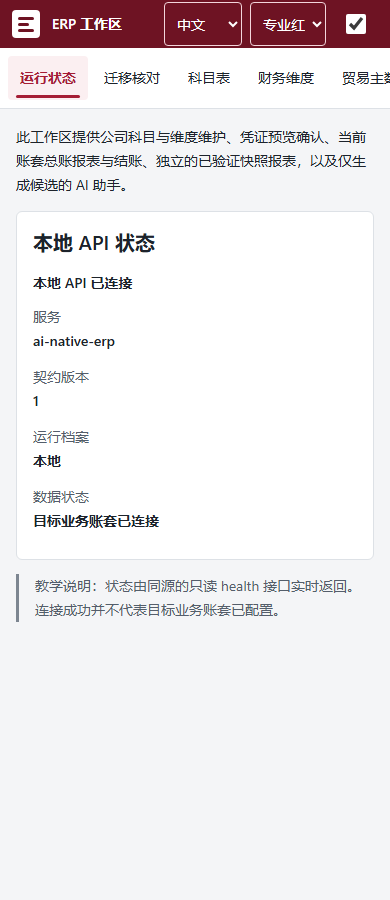 ERP 工作区
中文
专业红
运行状态
迁移核对
科目表
财务维度
贸易主数
此工作区提供公司科目与维度维护、凭证预览确认、当前
账套总账报表与结账、独立的已验证快照报表，以及仅生
成候选的 AI 助手。
本地 API 状态
本地 API 已连接
服务
ai-native-erp
契约版本
1
运行档案
本地
数据状态
目标业务账套已连接
教学说明：状态由同源的只读 health 接口实时返回。
连接成功并不代表目标业务账套已配置。